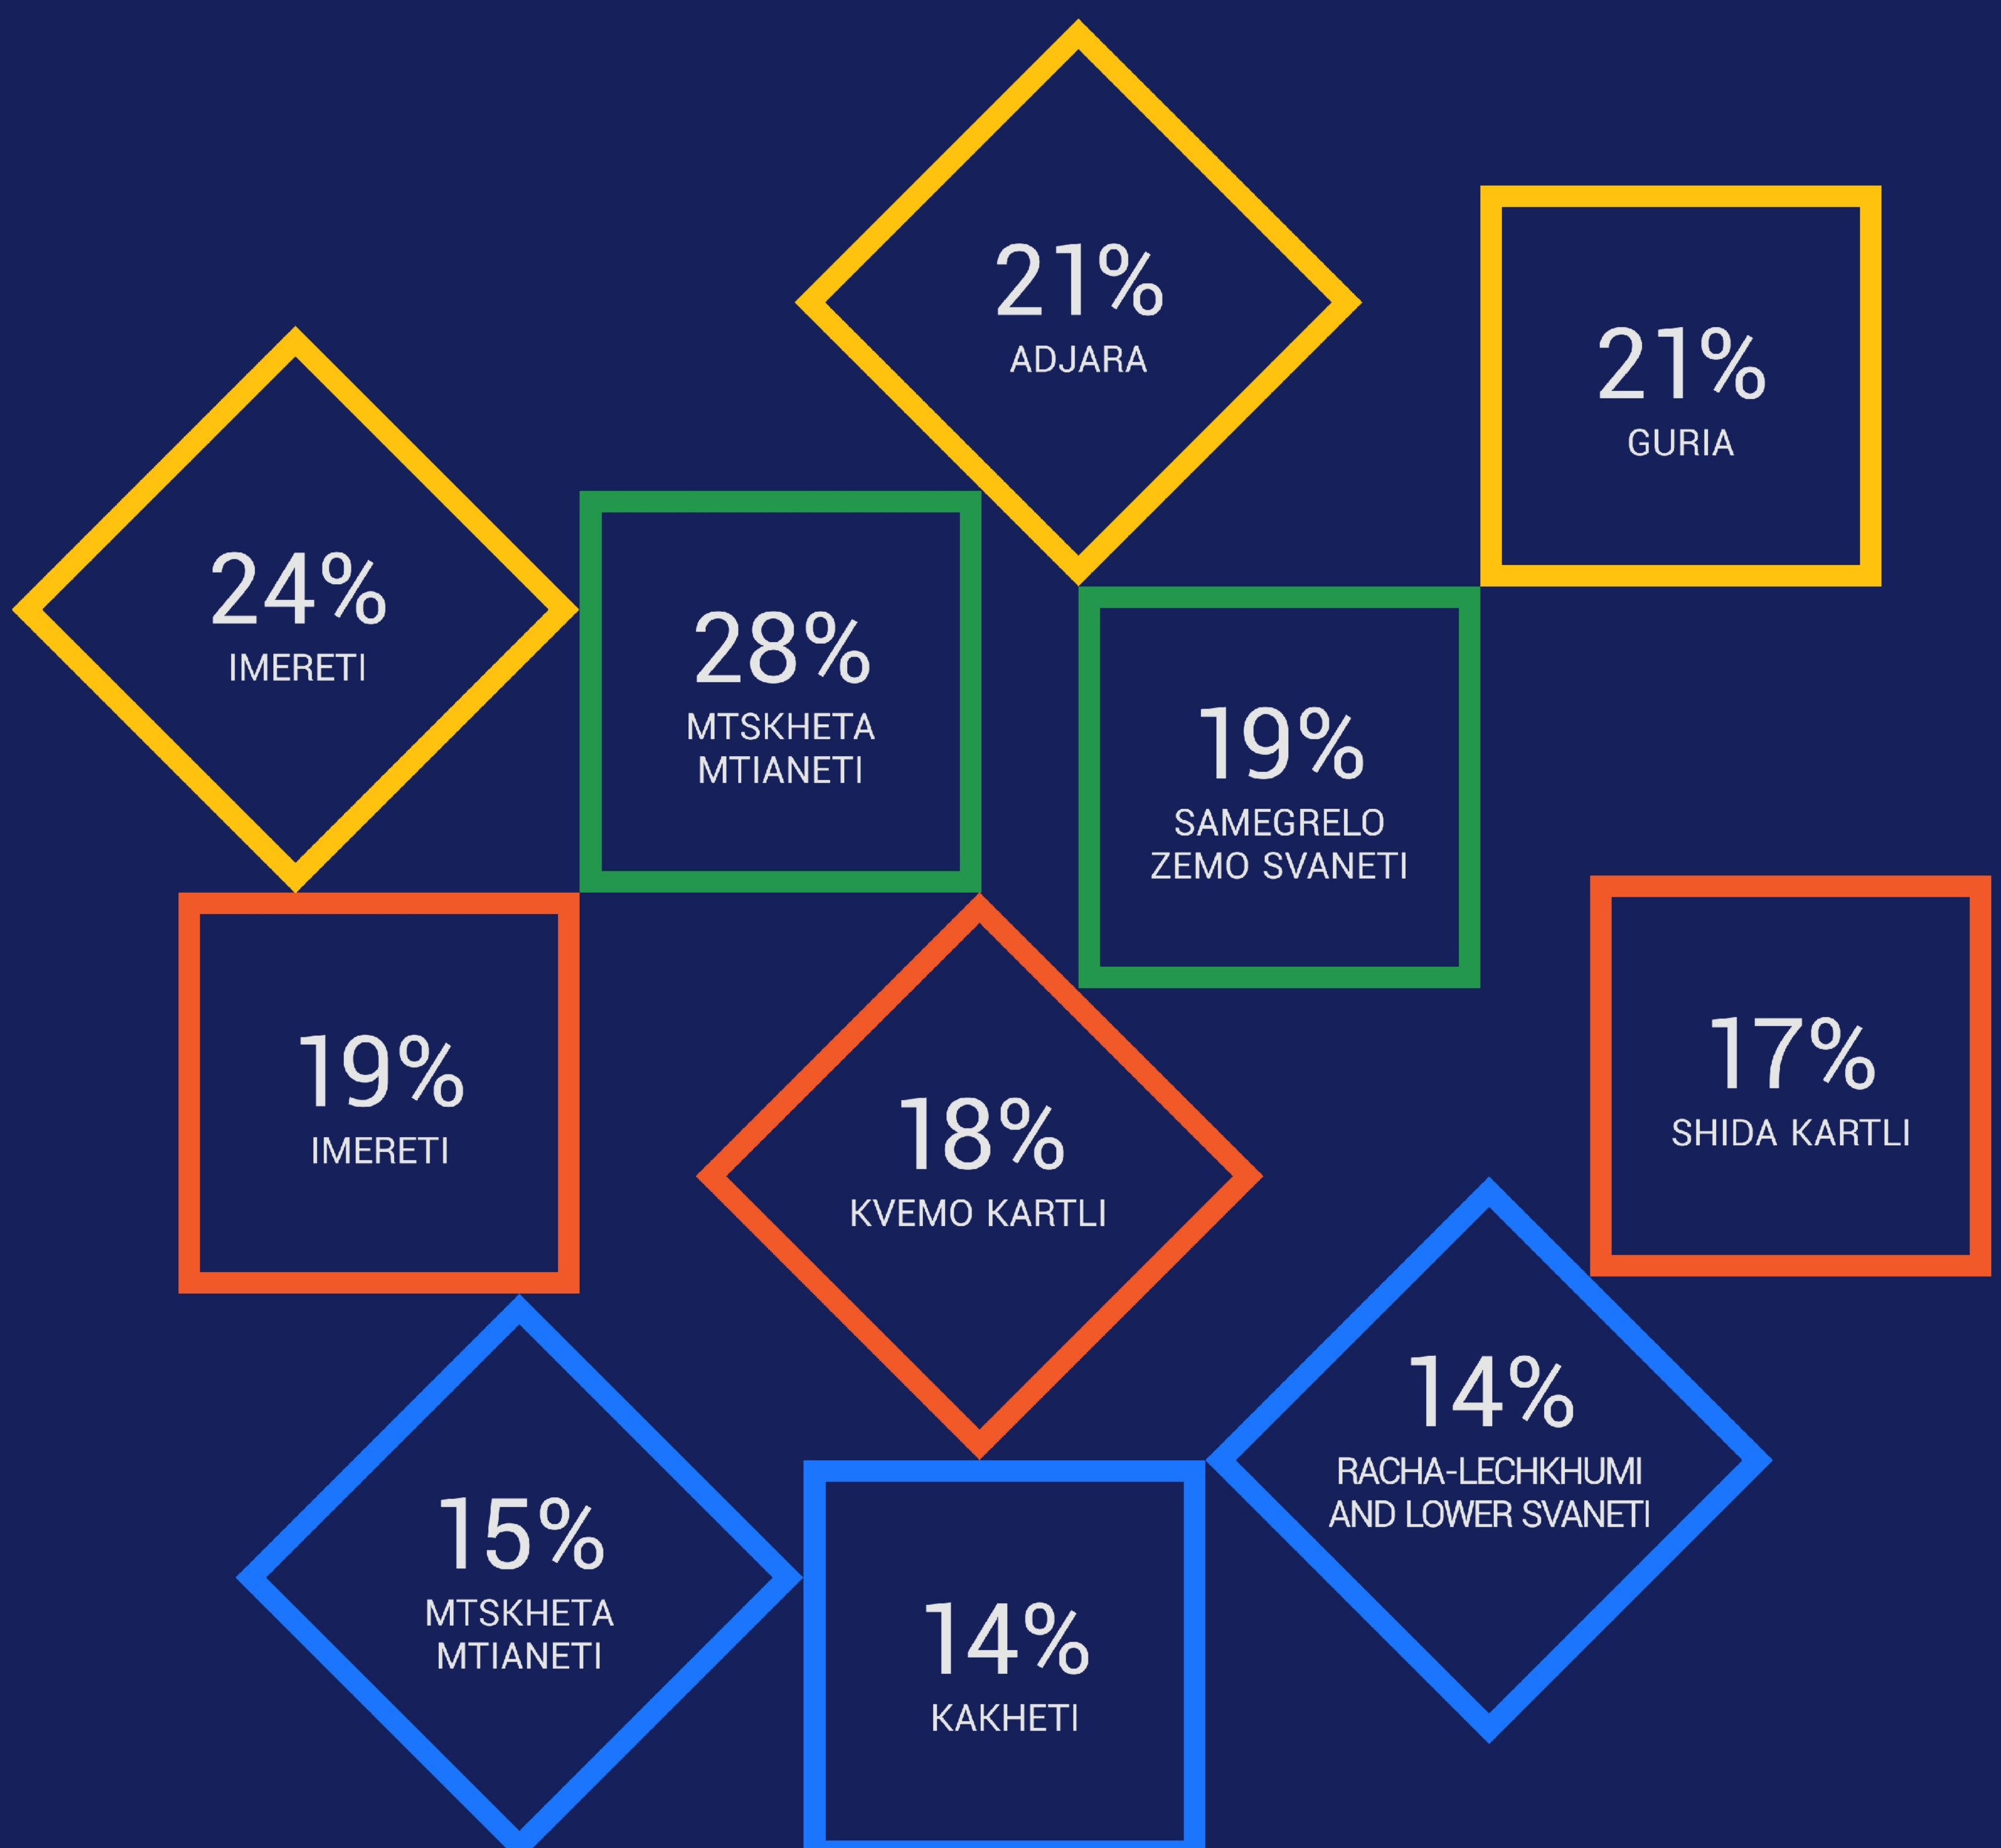 21%
ADJARA
21%
GURIA
24%
IMERETI
28%
MTSKHETA
MTIANETI
19%
SAMEGRELO
ZEMO SVANETI
19%
IMERETI
18%
KVEMO KARTLI
17%
SHIDA KARTLI
14%
RACHA-LECHKHUMI
AND LOWER SVANETI
15%
MTSKHETA
MTIANETI
14%
KAKHETI